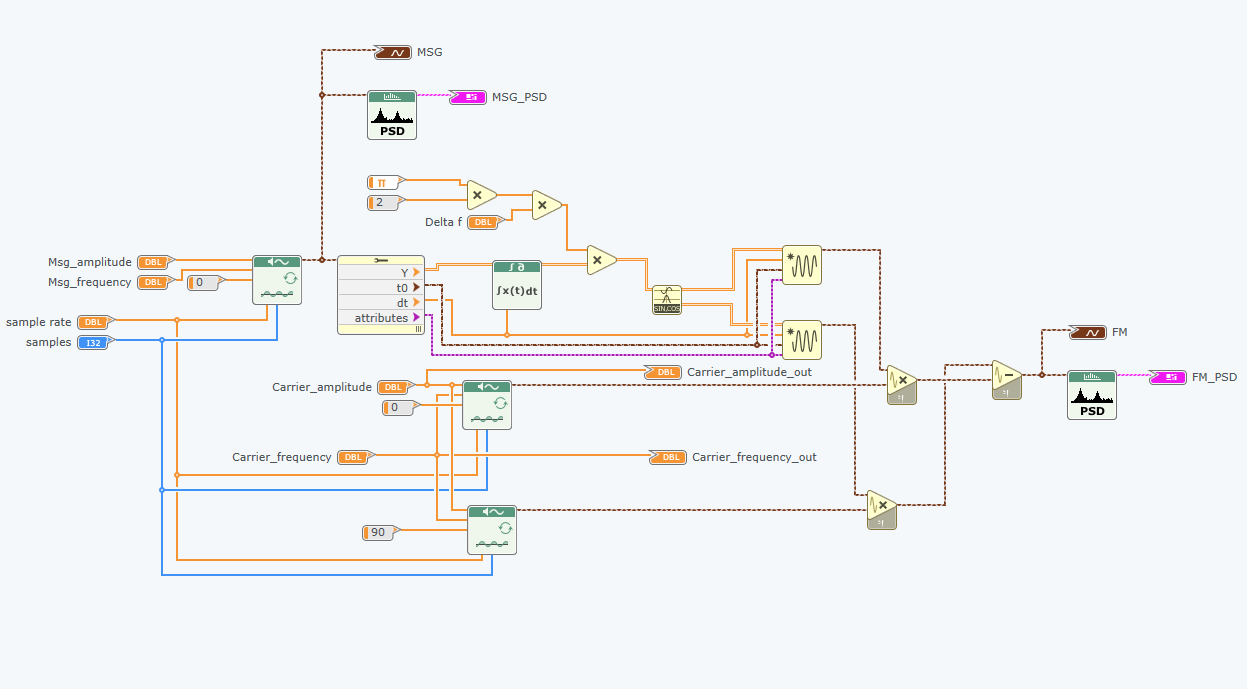 MSG
MSG_PSD
PSD
π
2
Delta f
DBL
Msg_amplitude
DBL
Msg_frequency
DBL
0
Y
t0
dt
attributes
∫ ∂
∫x(t)dt
SIN,COS
sample rate
DBL
samples
I32
Carrier_amplitude
DBL
0
DBL
Carrier_amplitude_out
FM
PSD
FM_PSD
Carrier_frequency
DBL
DBL
Carrier_frequency_out
90